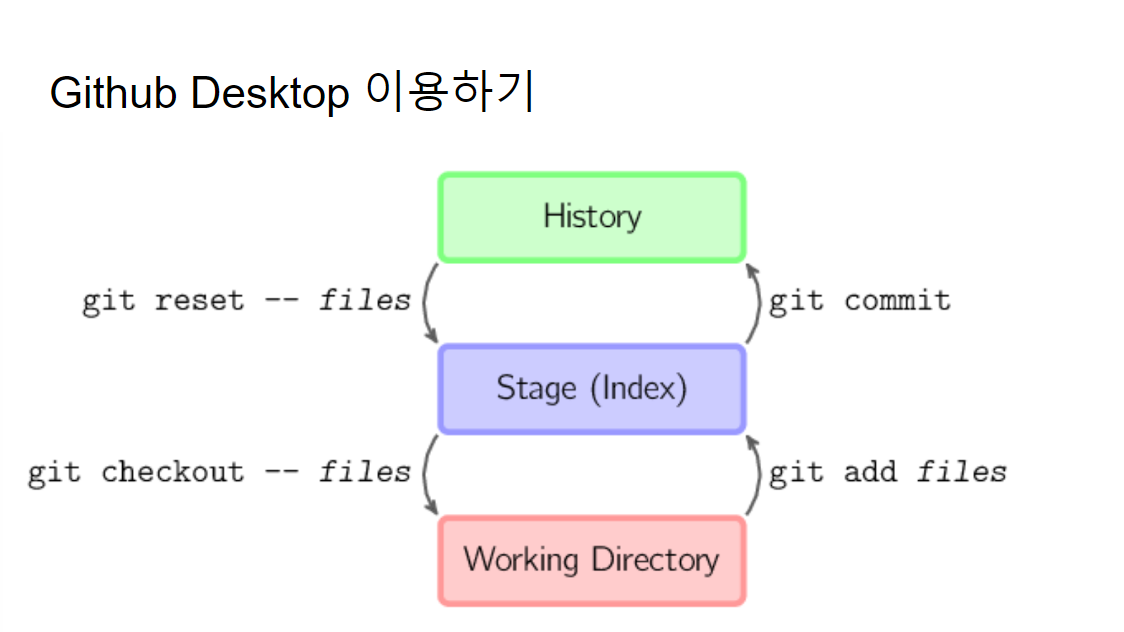 Github Desktop 이용하기
History
git reset -- files
git commit
Stage (Index)
git checkout -- files
git add files
Working Directory